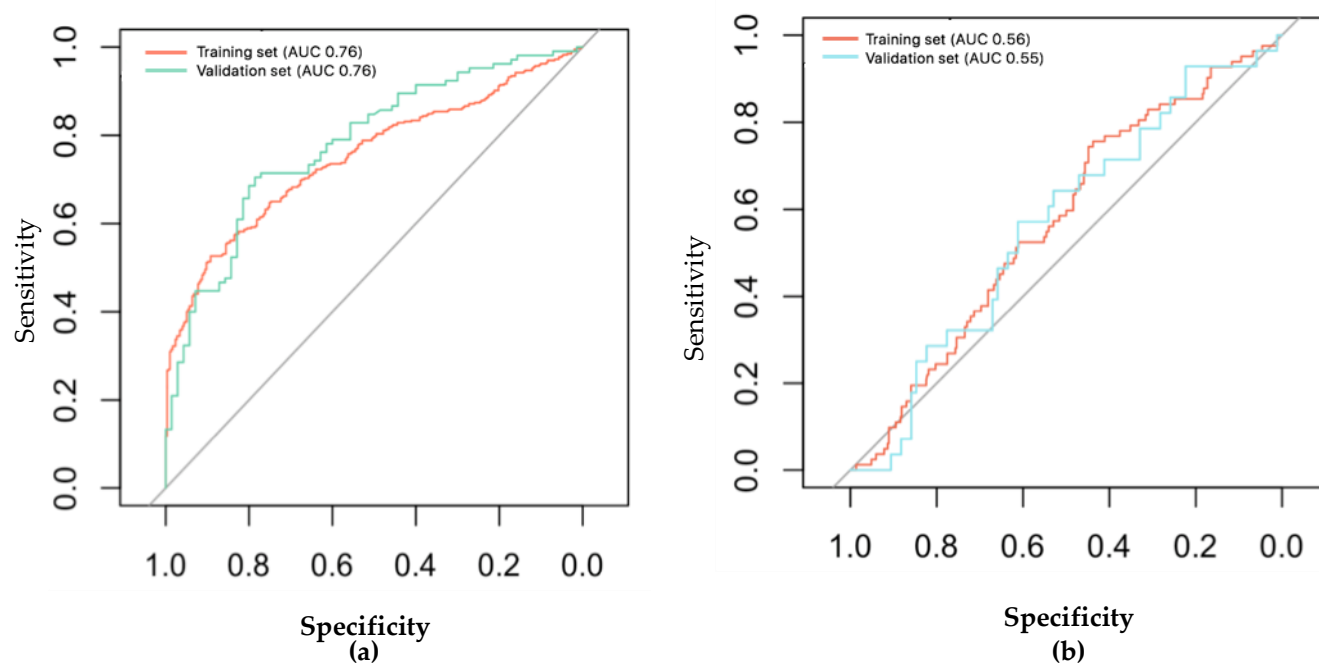 Training set (AUC 0.76)
Validation set (AUC 0.76)
Sensitivity
0.0 0.2 0.4 0.6 0.8 1.0
1.0 0.8 0.6 0.4 0.2 0.0
Specificity
(a)
Training set (AUC 0.56)
Validation set (AUC 0.55)
Sensitivity
0.0 0.2 0.4 0.6 0.8 1.0
1.0 0.8 0.6 0.4 0.2 0.0
Specificity
(b)